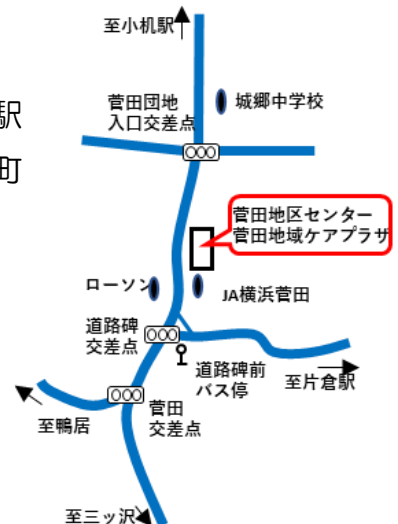 至小机駅
菅田団地
入口交差点
城郷中学校
駅
町
菅田地区センター
菅田地域ケアプラザ
ローソン
JA横浜菅田
道路碑
交差点
道路碑前
バス停
至片倉駅
至鴨居
菅田
交差点
至三ッ沢